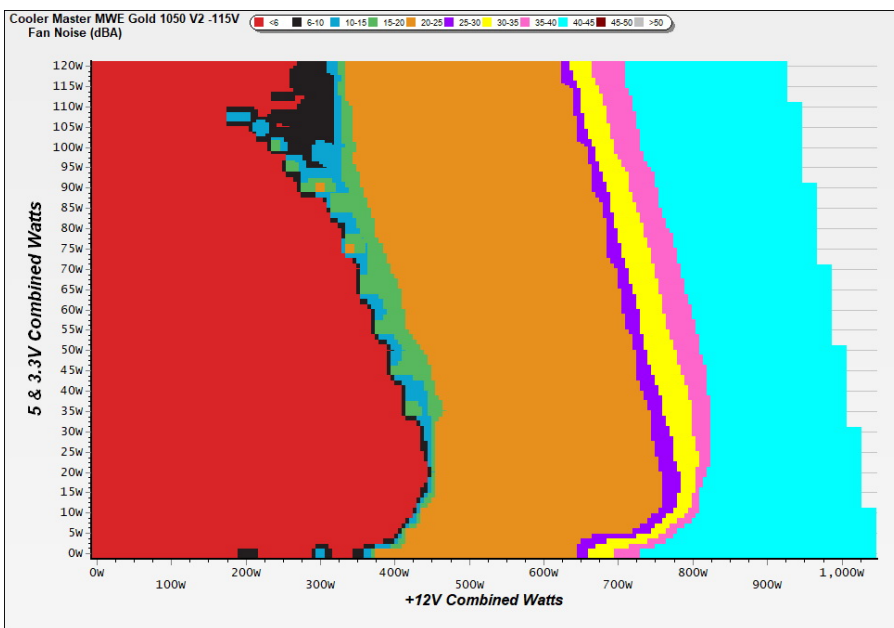 Cooler Master MWE Gold 1050 V2 -115V
Fan Noise (dBA)
<6 6-10 10-15 15-20 20-25 25-30 30-35 35-40 40-45 45-50 >50
120W
115W
110W
105W
100W
95W
90W
85W
80W
75W
70W
65W
60W
55W
50W
45W
40W
35W
30W
25W
20W
15W
10W
5W
0W
5 & 3.3V Combined Watts
0W 100W 200W 300W 400W 500W 600W 700W 800W 900W 1,000W
+12V Combined Watts